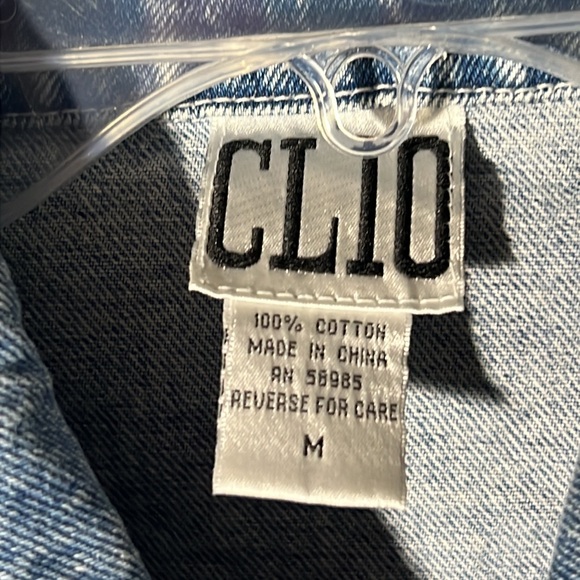 CLIO
100% COTTON
MADE IN CHINA
RN 56985
REVERSE FOR CARE
M